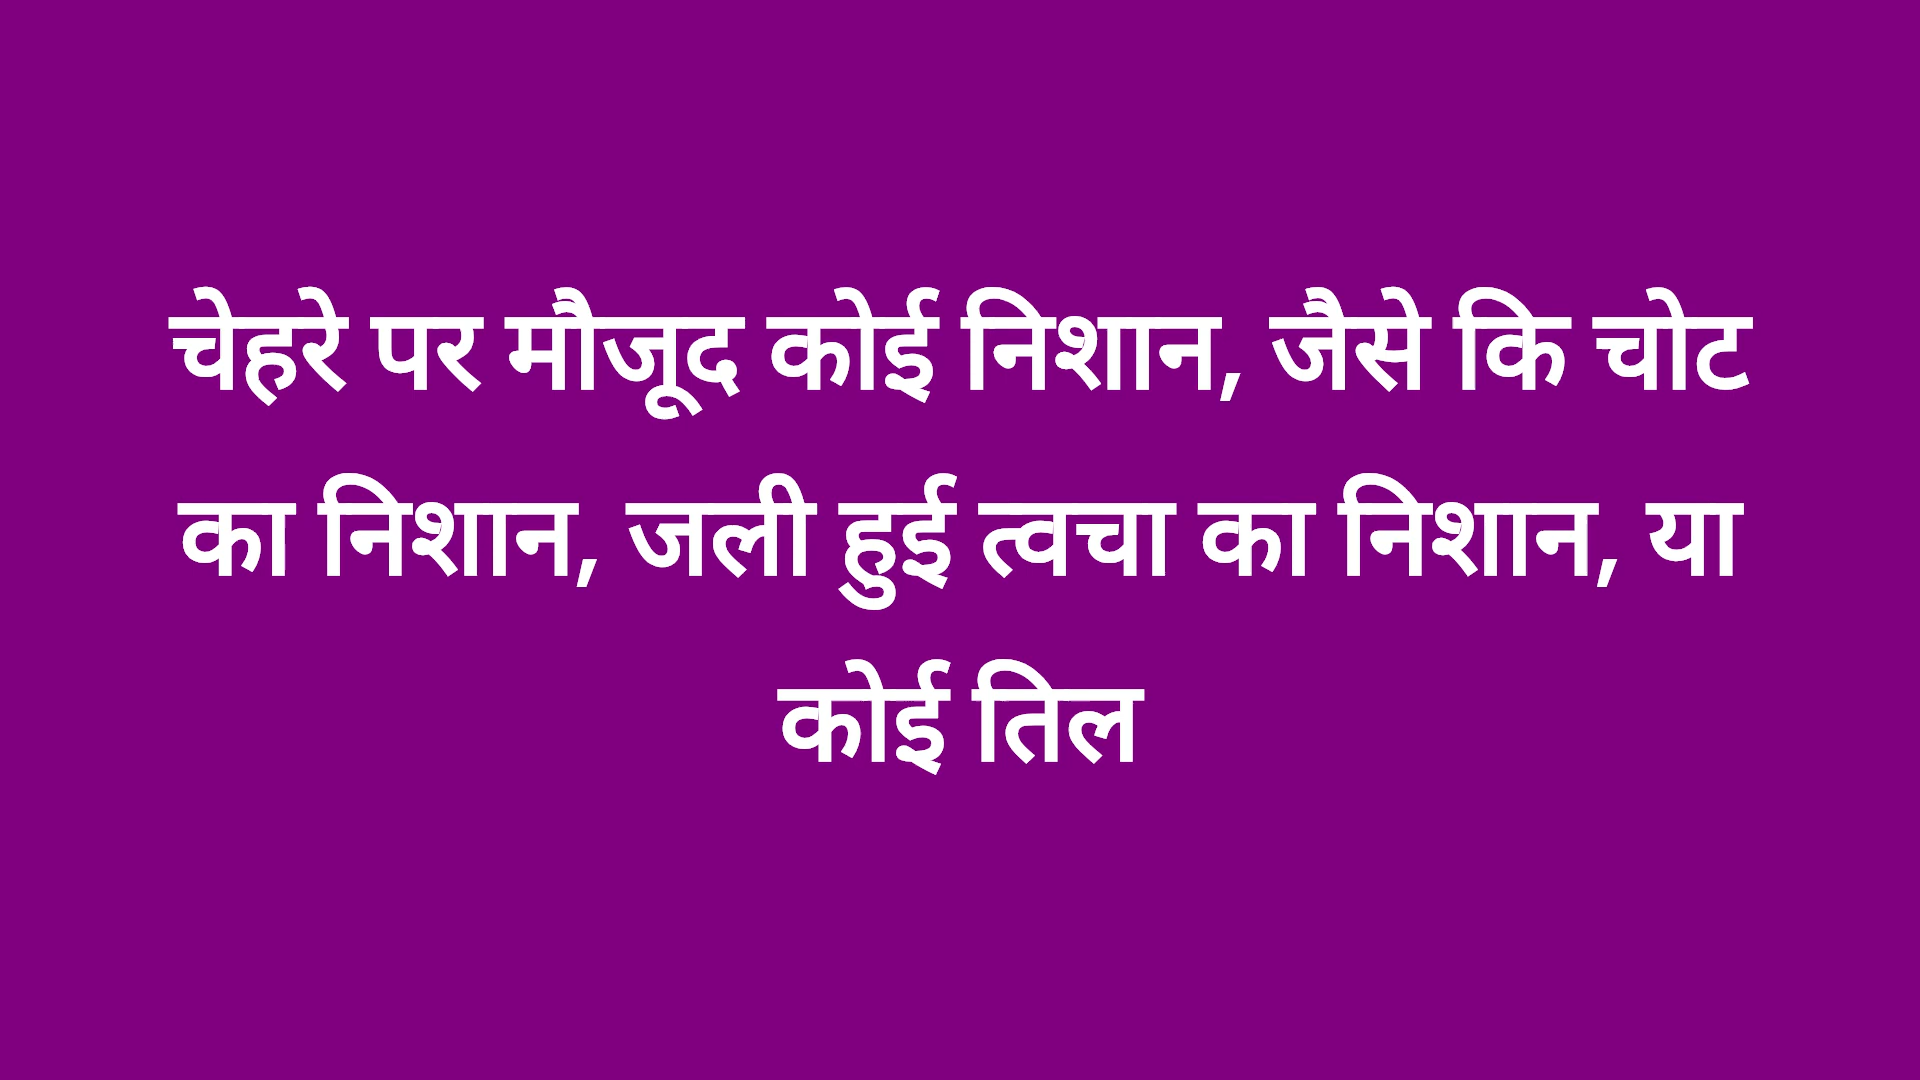 चेहरे पर मौजूद कोई निशान, जैसे कि चोट
का निशान, जली हुई त्वचा का निशान, या
कोई तिल